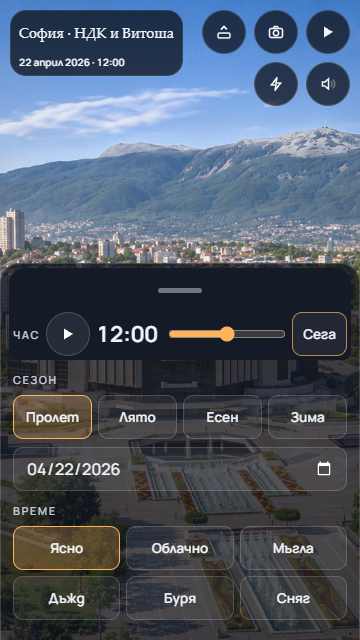 София · НДК и Витоша
22 април 2026 · 12:00
ЧАС
12:00
Сега
СЕЗОН
Пролет
Лято
Есен
Зима
04/22/2026
ВРЕМЕ
Ясно
Облачно
Мъгла
Дъжд
Буря
Сняг